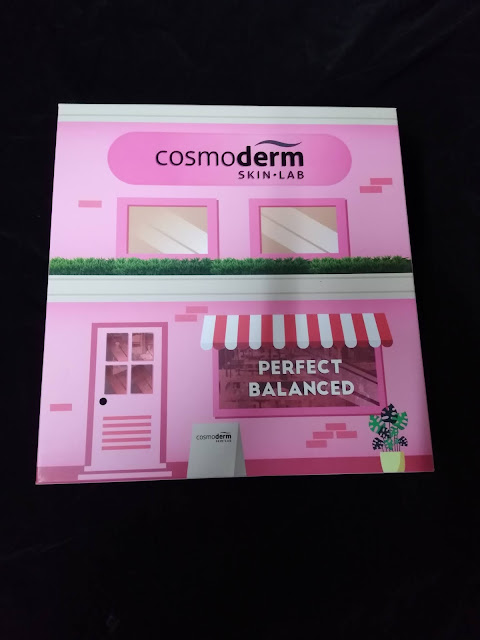 cosmoderm
SKIN•LAB
PERFECT
BALANCED
cosmoderm